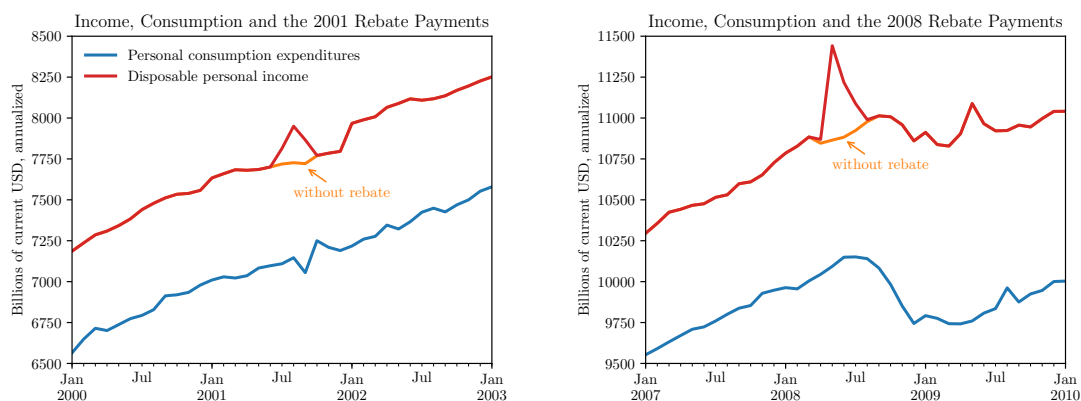 Income, Consumption and the 2001 Rebate Payments
Billions of current USD, annualized
8500
8250
8000
7750
7500
7250
7000
6750
6500
Personal consumption expenditures
Disposable personal income
without rebate
Jan Jul Jan Jul Jan Jul Jan
2000 2001 2002 2003
Income, Consumption and the 2008 Rebate Payments
Billions of current USD, annualized
11500
11250
11000
10750
10500
10250
10000
9750
9500
without rebate
Jan Jul Jan Jul Jan Jul Jan
2007 2008 2009 2010